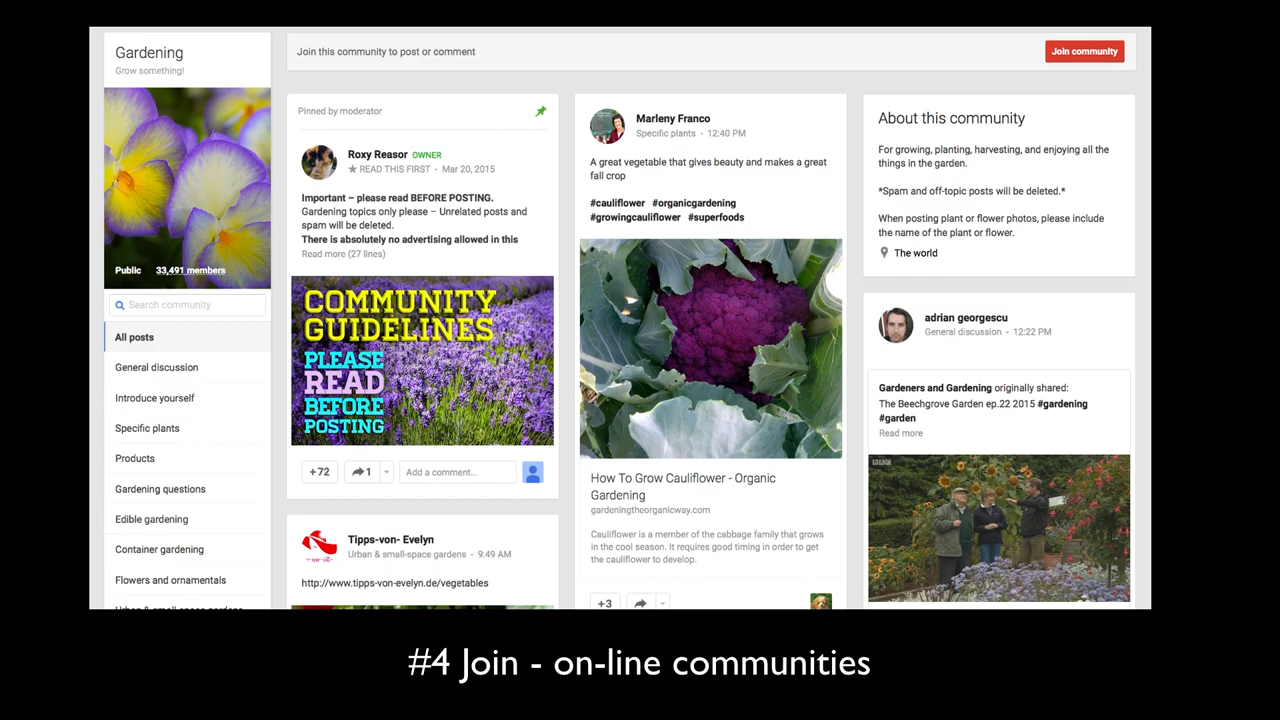 Gardening
Grow something!
Public 33,491 members
Search community
All posts
General discussion
Introduce yourself
Specific plants
Products
Gardening questions
Edible gardening
Container gardening
Flowers and ornamentals
Urban & small-space gardens
Join this community to post or comment
Join community
Pinned by moderator
Roxy Reasor OWNER
★ READ THIS FIRST - Mar 20, 2015
Important – please read BEFORE POSTING.
Gardening topics only please – Unrelated posts and
spam will be deleted.
There is absolutely no advertising allowed in this
Read more (27 lines)
COMMUNITY
GUIDELINES
PLEASE
READ
BEFORE
POSTING
+72 1 Add a comment...
Tipps-von- Evelyn
Urban & small-space gardens - 9:49 AM
http://www.tipps-von-evelyn.de/vegetables
Marleny Franco
Specific plants - 12:40 PM
A great vegetable that gives beauty and makes a great
fall crop
#cauliflower #organicgardening
#growingcauliflower #superfoods
How To Grow Cauliflower - Organic
Gardening
gardeningtheorganicway.com
Cauliflower is a member of the cabbage family that grows
in the cool season. It requires good timing in order to get
the cauliflower to develop.
+3
About this community
For growing, planting, harvesting, and enjoying all the
things in the garden.
*Spam and off-topic posts will be deleted.*
When posting plant or flower photos, please include
the name of the plant or flower.
The world
adrian georgescu
General discussion - 12:22 PM
Gardeners and Gardening originally shared:
The Beechgrove Garden ep.22 2015 #gardening
#garden
Read more
BBC
#4 Join - on-line communities